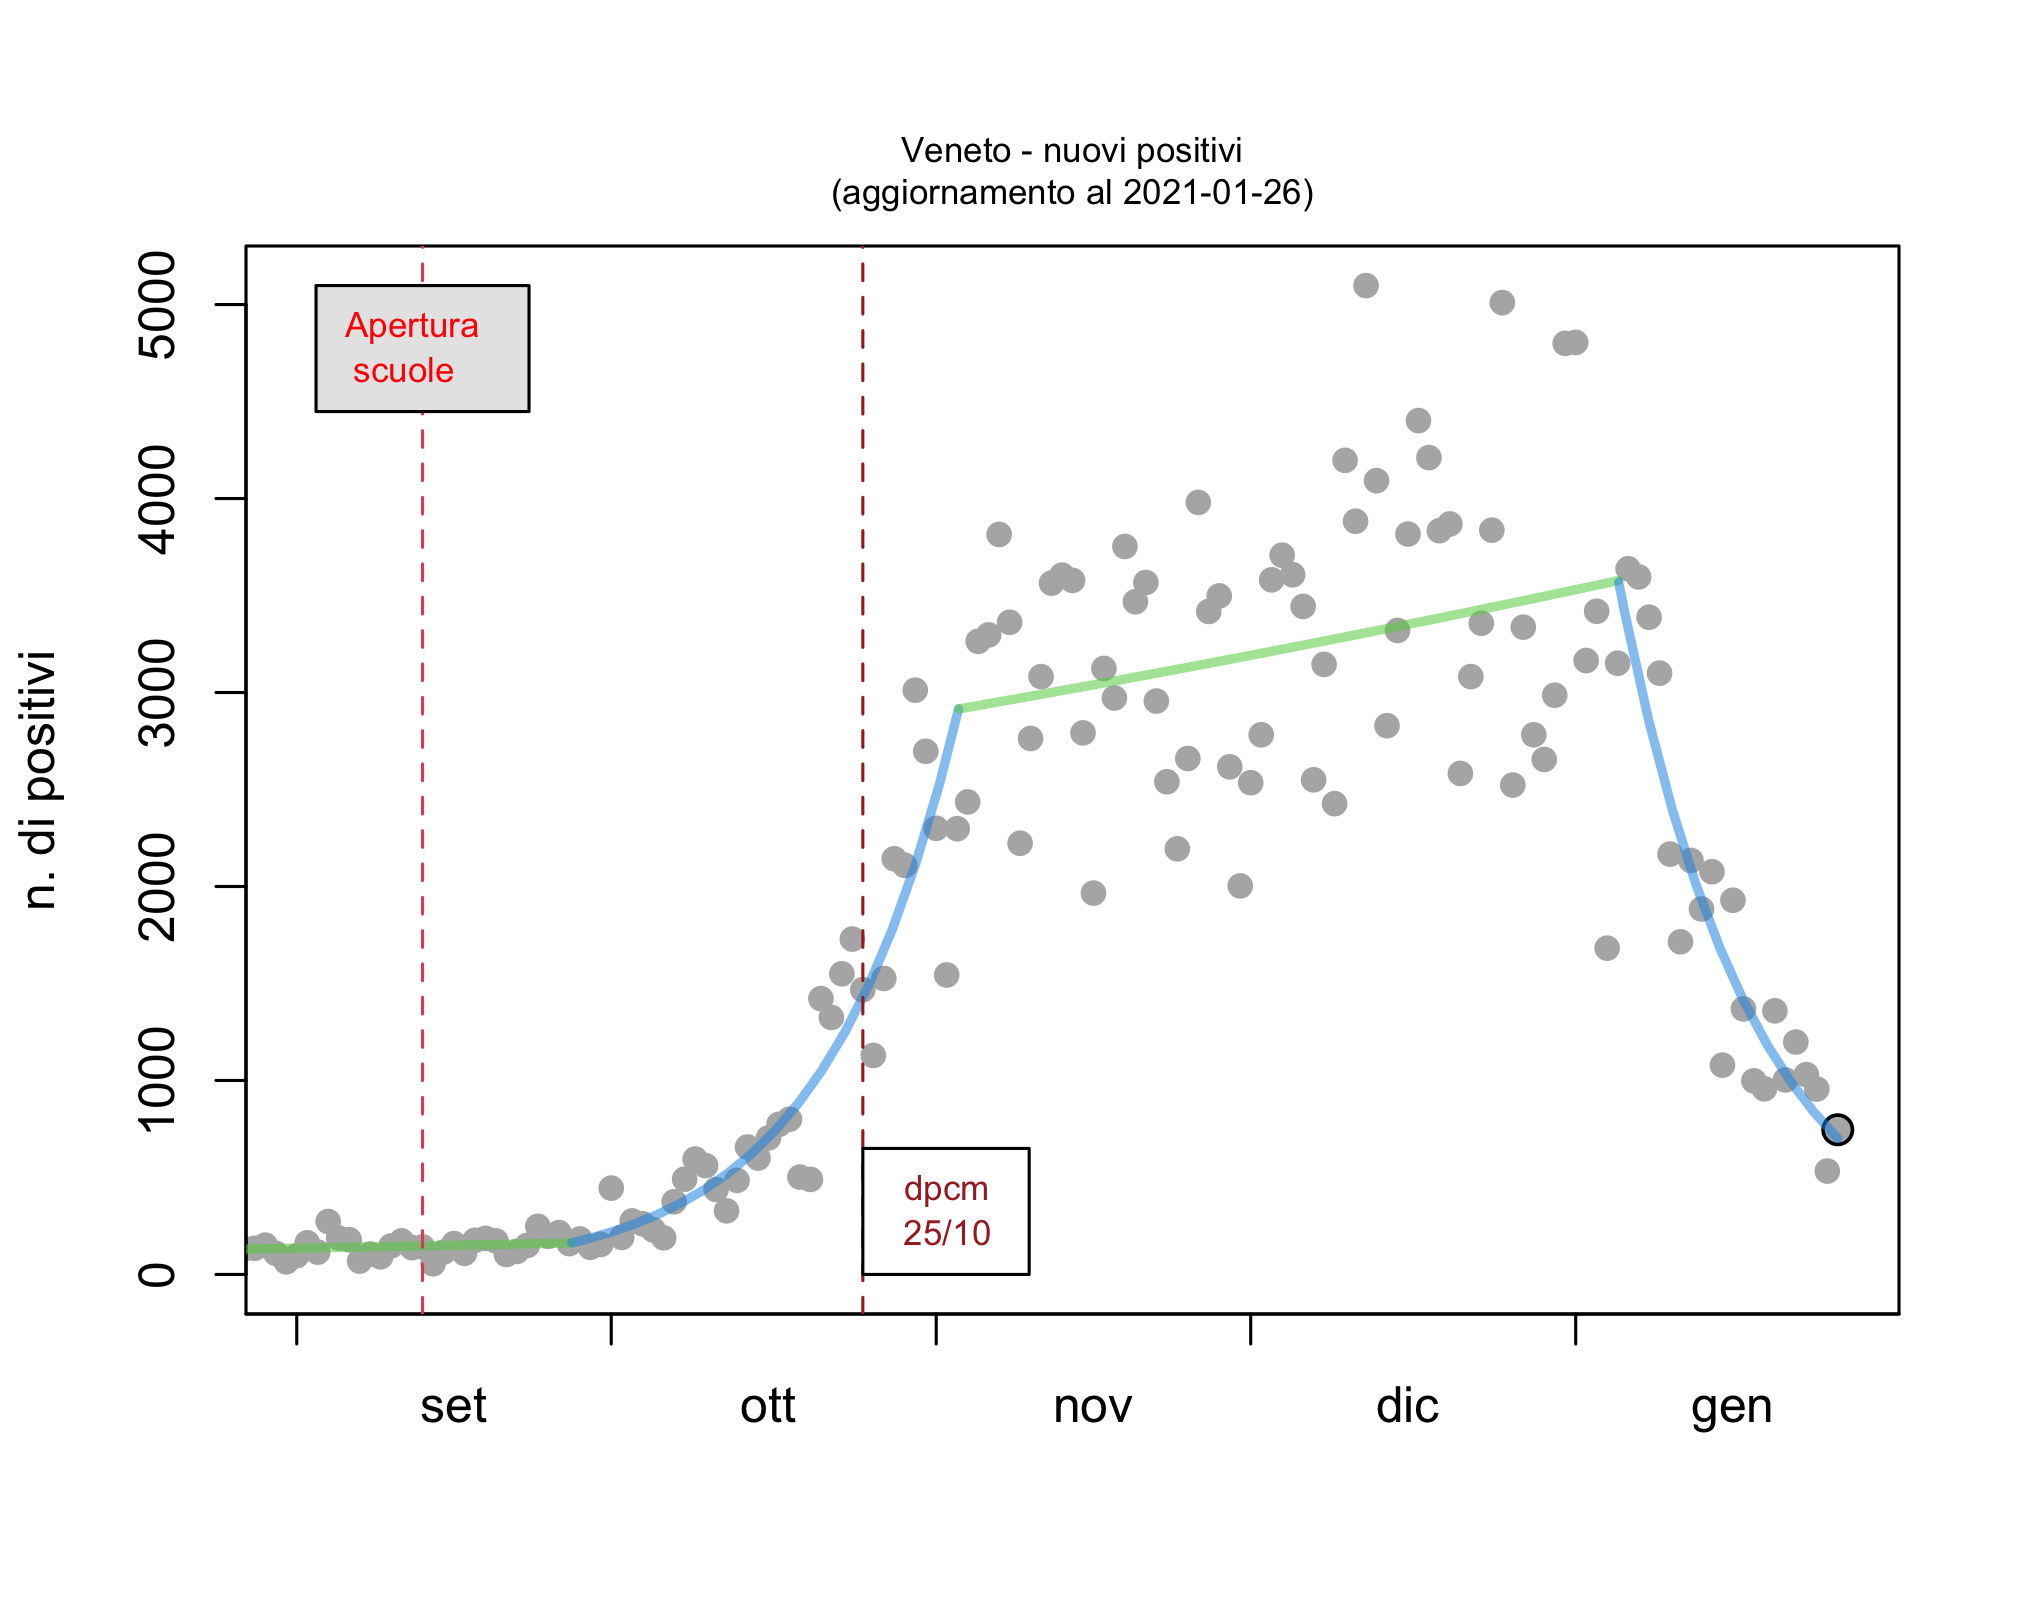 Veneto - nuovi positivi
(aggiornamento al 2021-01-26)
n. di positivi
5000
4000
3000
2000
1000
0
Apertura
scuole
dpcm
25/10
set
ott
nov
dic
gen